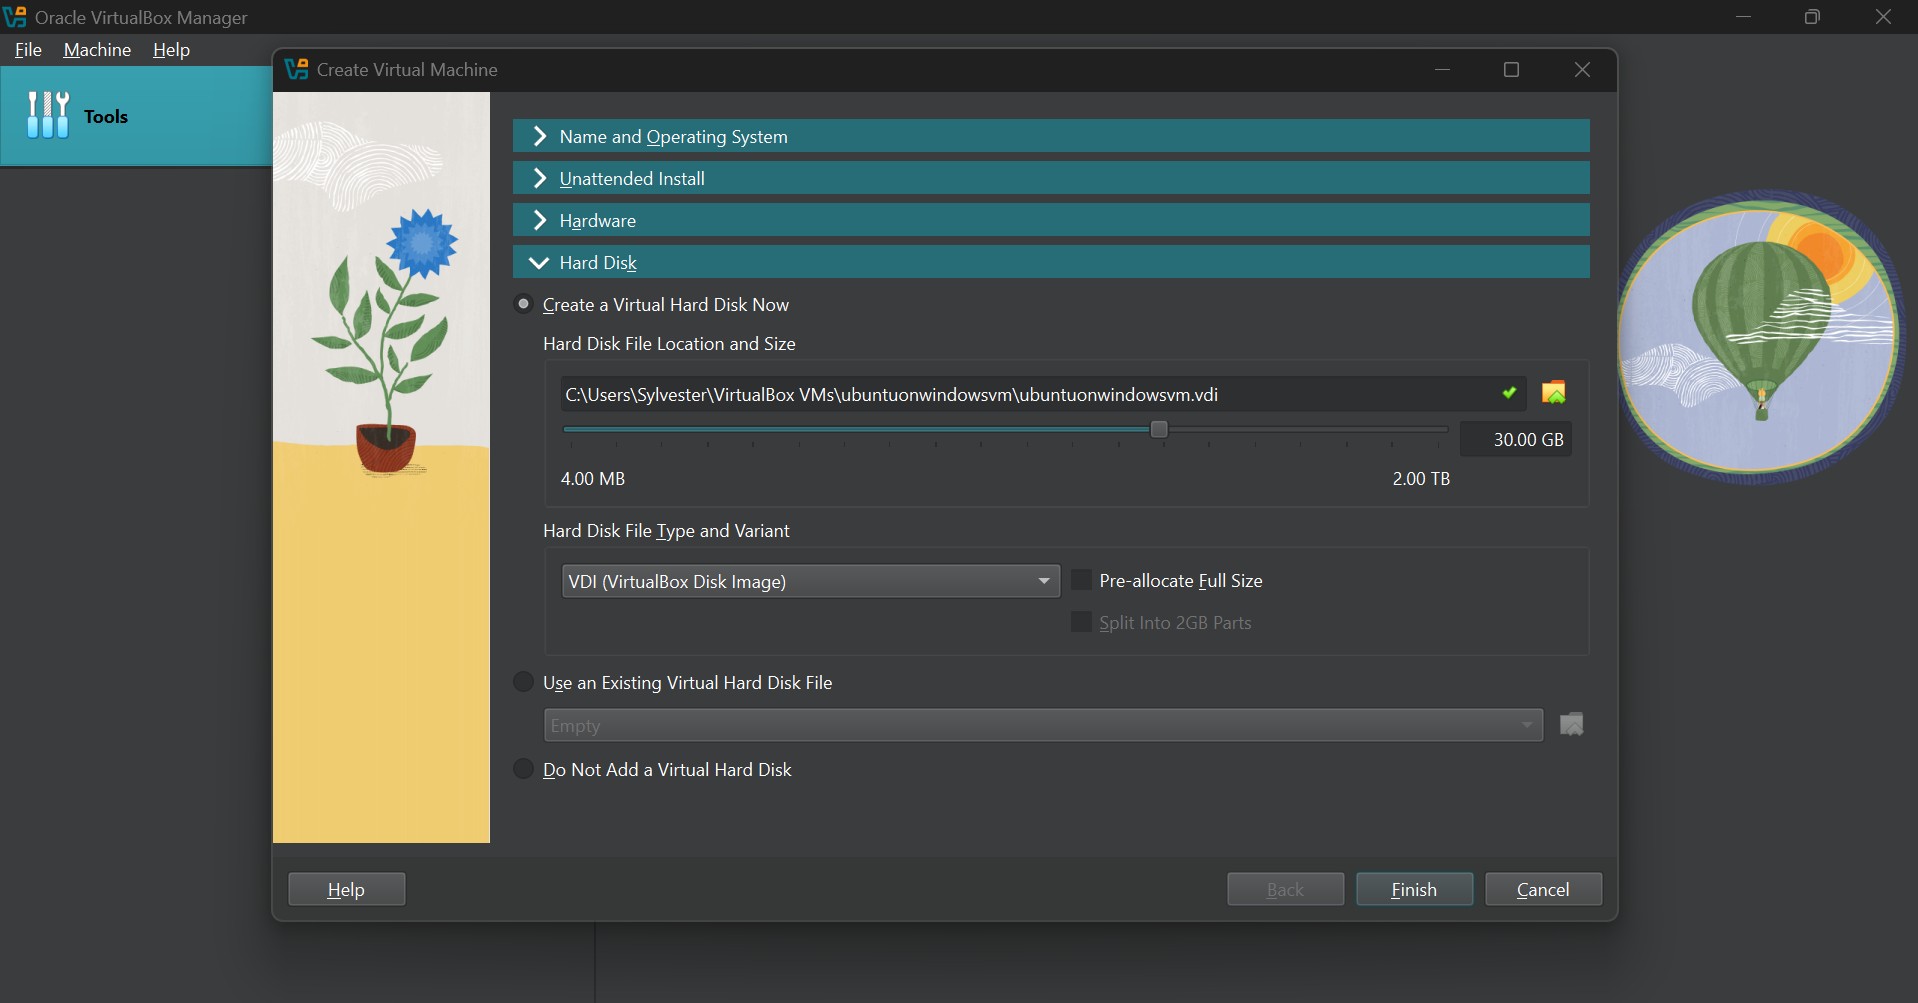 Oracle VirtualBox Manager
File Machine Help
Create Virtual Machine
Tools
Name and Operating System
Unattended Install
Hardware
Hard Disk
Create a Virtual Hard Disk Now
Hard Disk File Location and Size
C:\Users\Sylvester\VirtualBox VMs\ubuntuonwindowsvm\ubuntuonwindowsvm.vdi
30.00 GB
4.00 MB 2.00 TB
Hard Disk File Type and Variant
VDI (VirtualBox Disk Image) Pre-allocate Full Size
Split Into 2GB Parts
Use an Existing Virtual Hard Disk File
Empty
Do Not Add a Virtual Hard Disk
Help Back Finish Cancel